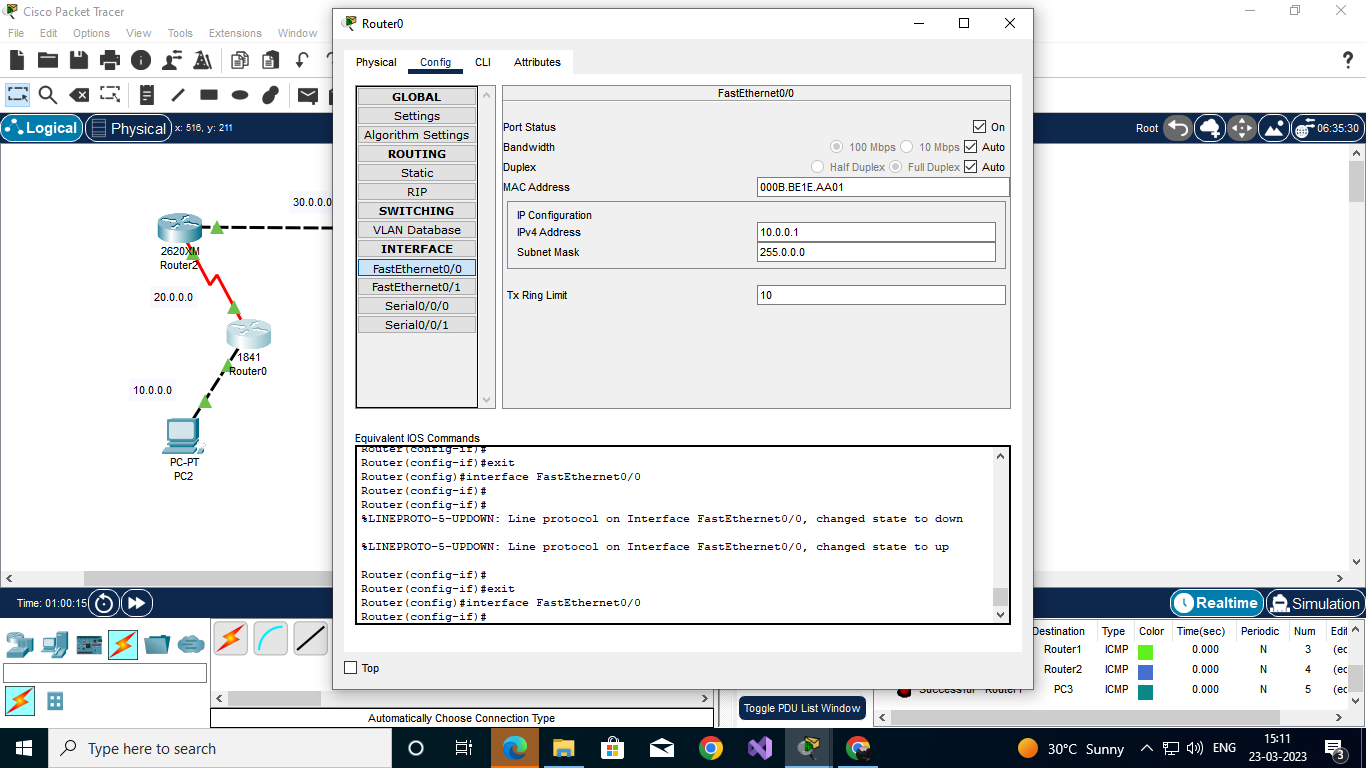 Cisco Packet Tracer
File Edit Options View Tools Extensions Window
Logical Physical x: 516, y: 211
Root 06:35:30
30.0.0.0
2620XM
Router2
20.0.0.0
1841
Router0
10.0.0.0
PC-PT
PC2
Router0
Physical Config CLI Attributes
GLOBAL
Settings
Algorithm Settings
ROUTING
Static
RIP
SWITCHING
VLAN Database
INTERFACE
FastEthernet0/0
FastEthernet0/1
Serial0/0/0
Serial0/0/1
FastEthernet0/0
Port Status On
Bandwidth 100 Mbps 10 Mbps Auto
Duplex Half Duplex Full Duplex Auto
MAC Address 000B.BE1E.AA01
IP Configuration
IPv4 Address 10.0.0.1
Subnet Mask 255.0.0.0
Tx Ring Limit 10
Equivalent IOS Commands
Router(config-if)#
Router(config-if)#exit
Router(config)#interface FastEthernet0/0
Router(config-if)#
Router(config-if)#
%LINEPROTO-5-UPDOWN: Line protocol on Interface FastEthernet0/0, changed state to down
%LINEPROTO-5-UPDOWN: Line protocol on Interface FastEthernet0/0, changed state to up
Router(config-if)#
Router(config-if)#exit
Router(config)#interface FastEthernet0/0
Router(config-if)#
Top
Time: 01:00:15
Realtime Simulation
Automatically Choose Connection Type
Toggle PDU List Window
Destination Type Color Time(sec) Periodic Num Edit
Router1 ICMP 0.000 N 3 (ec
Router2 ICMP 0.000 N 4 (ec
Successful Router1 PC3 ICMP 0.000 N 5 (ec
Type here to search
30°C Sunny
ENG
15:11
23-03-2023
3